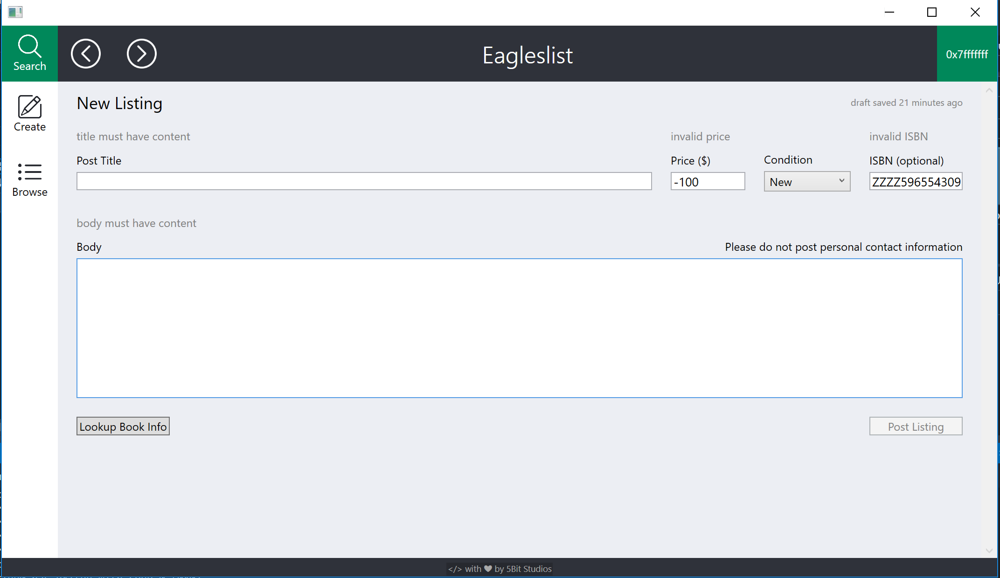 Search
Eagleslist
0x7fffffff
Create
Browse
New Listing
draft saved 21 minutes ago
title must have content
invalid price
invalid ISBN
Post Title
Price ($)
Condition
ISBN (optional)
-100
New
ZZZZ596554309
body must have content
Body
Please do not post personal contact information
Lookup Book Info
Post Listing
</> with ♥ by 5Bit Studios